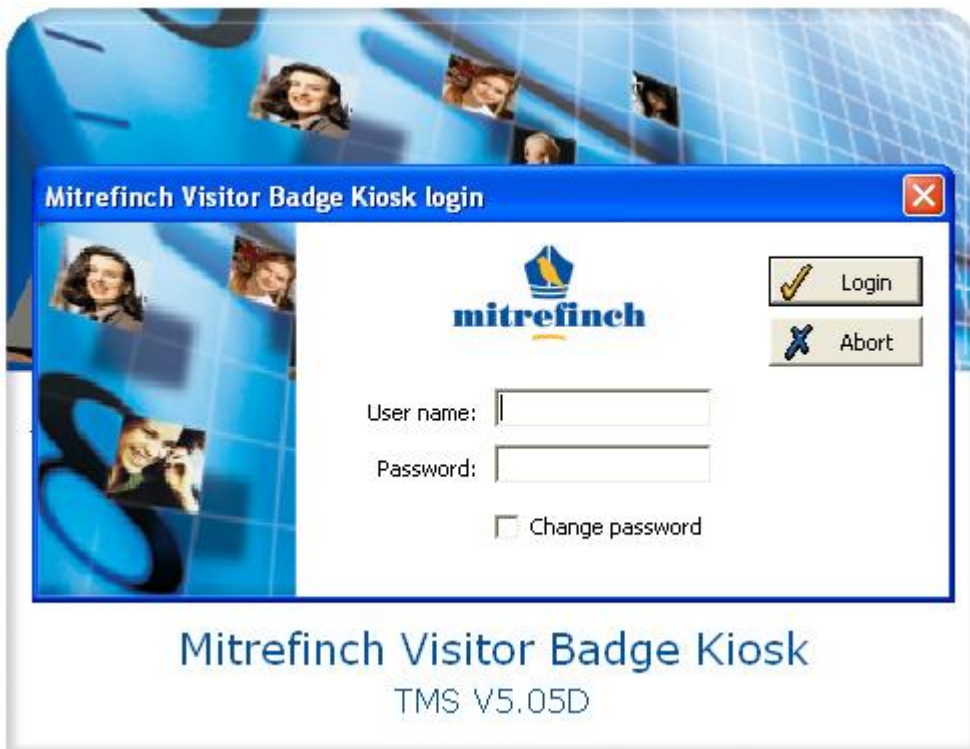 Mitrefinch Visitor Badge Kiosk login
mitrefinch
Login
Abort
User name:
Password:
Change password
Mitrefinch Visitor Badge Kiosk
TMS V5.05D